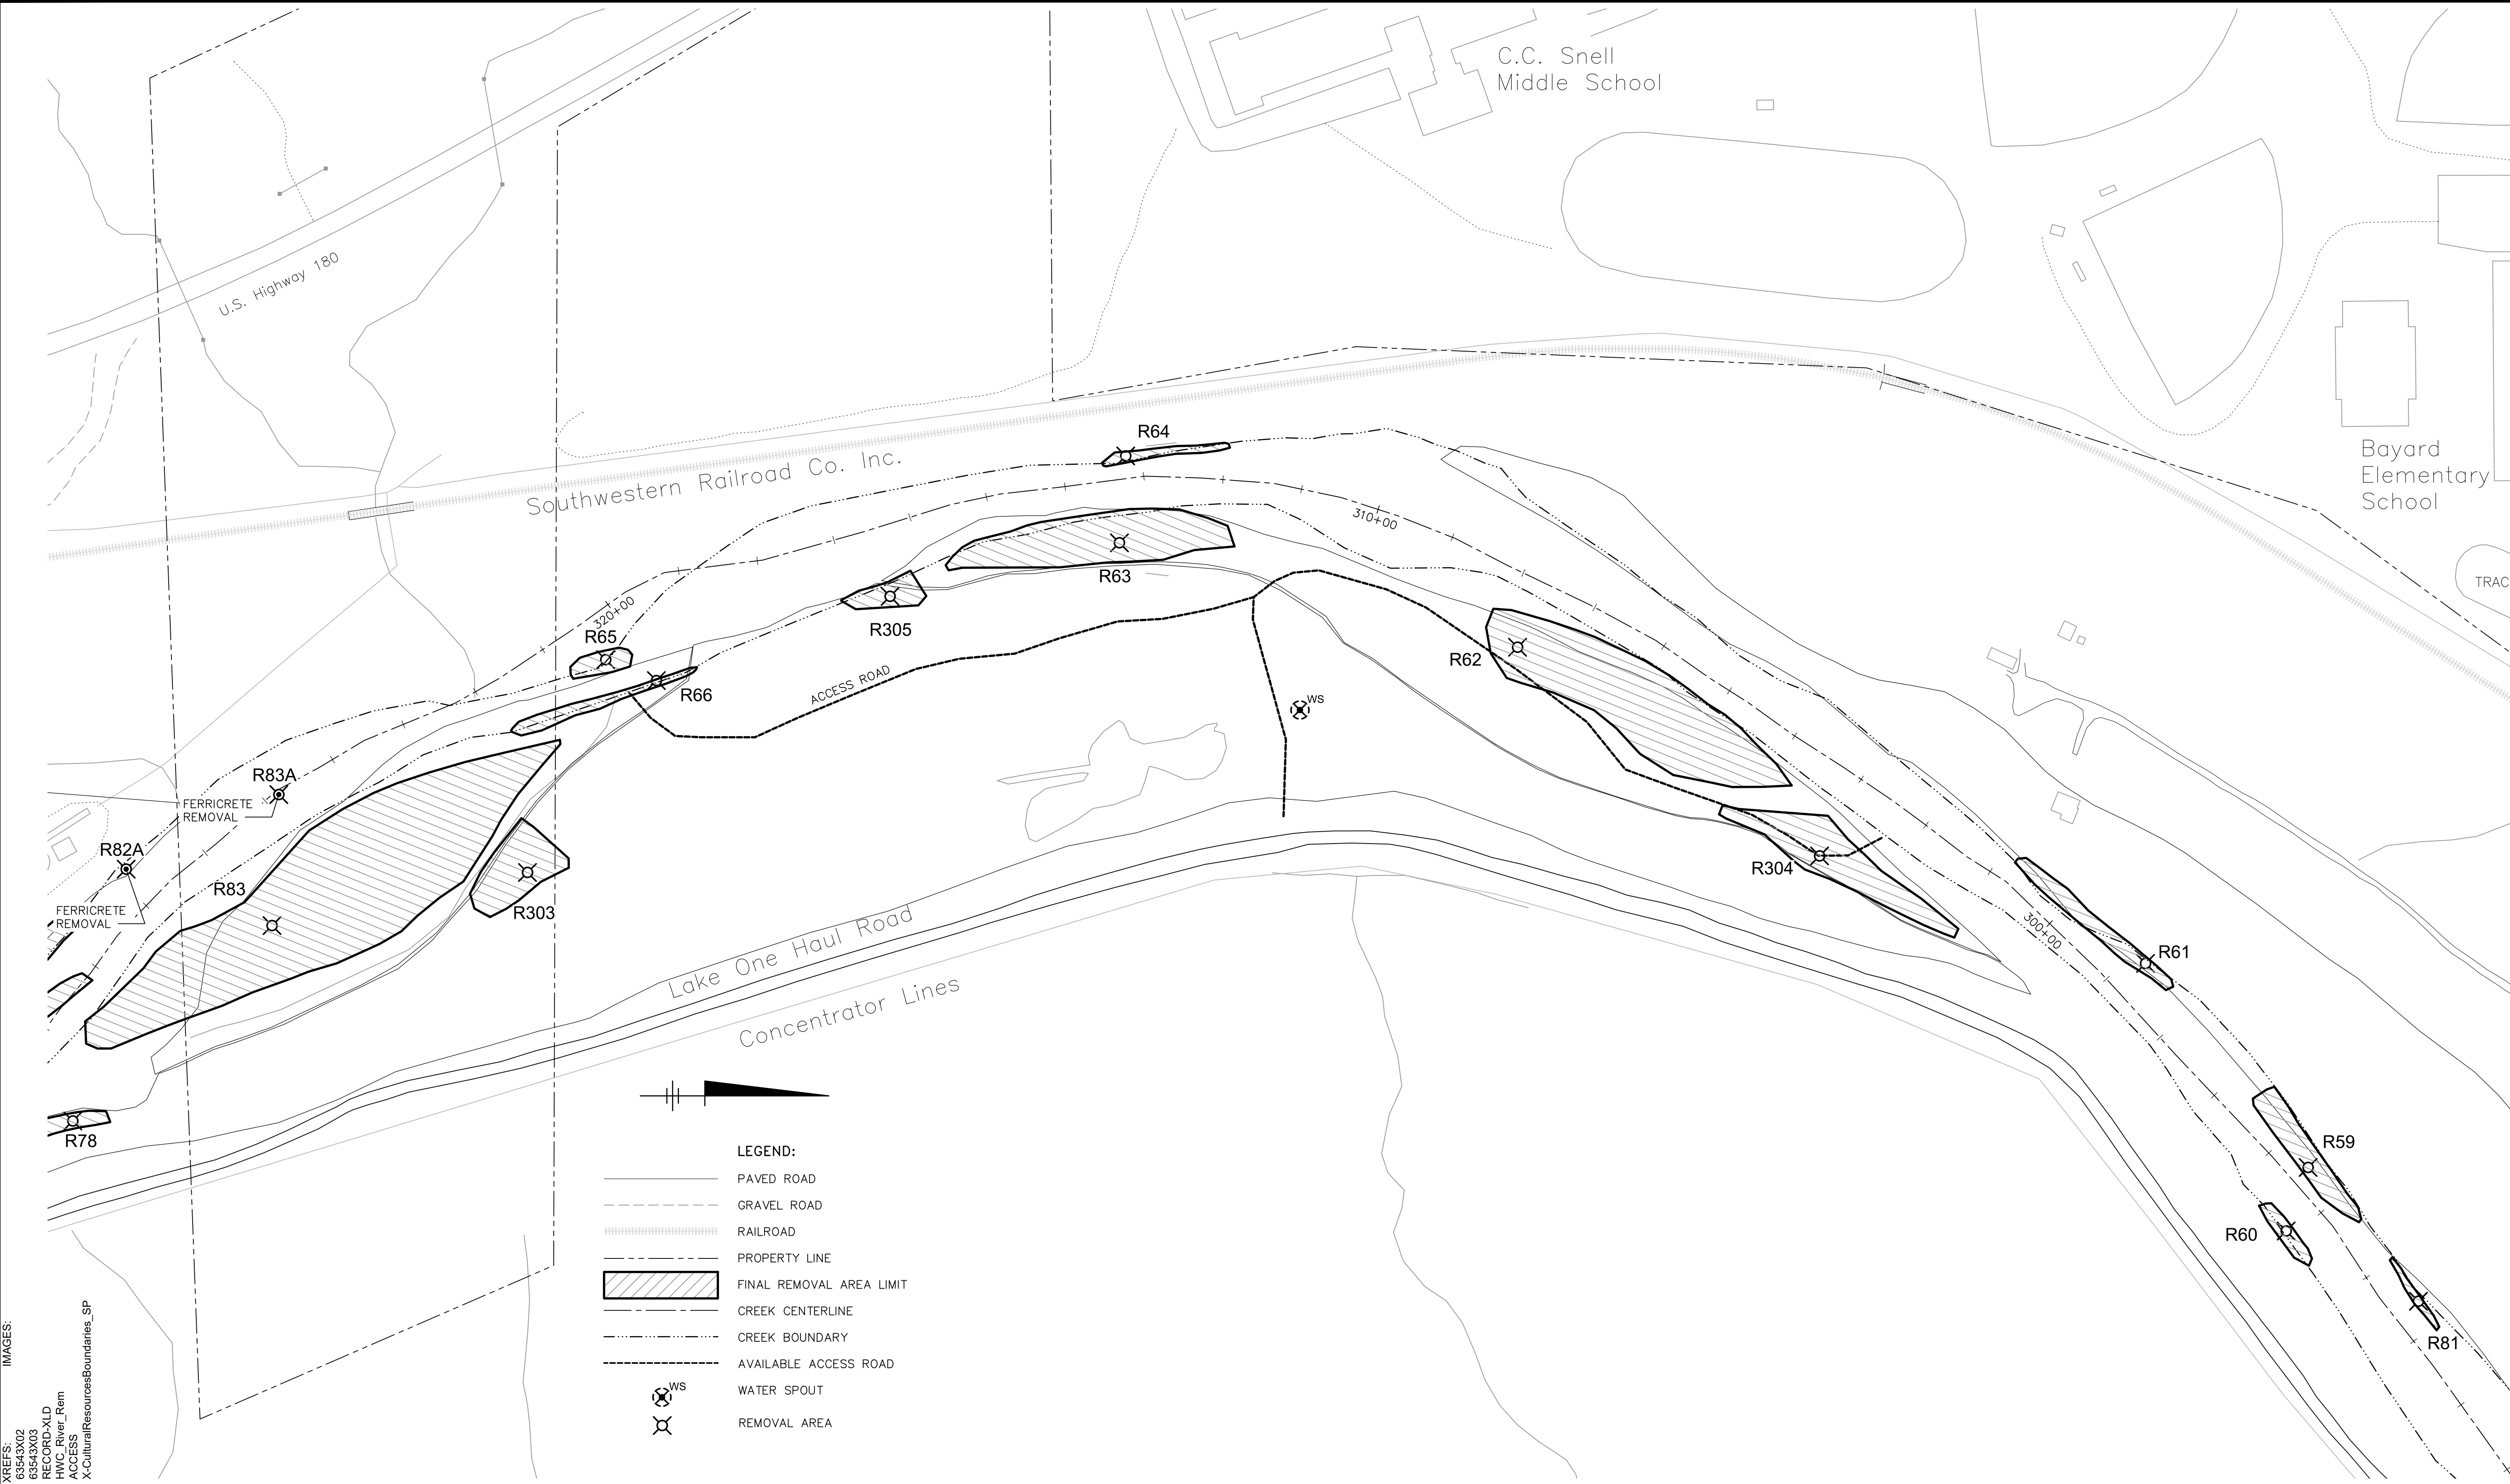 C.C. Snell
Middle School
U.S. Highway 180
Southwestern Railroad Co. Inc.
Bayard
Elementary
School
TRAC
R64
310+00
R63
R305
320+00
R65
R66
ACCESS ROAD
R62
WS
R83A
FERRICRETE
REMOVAL
R82A
FERRICRETE
REMOVAL
R83
R303
R304
300+00
R61
Lake One Haul Road
Concentrator Lines
R78
R59
R60
R81
LEGEND:
PAVED ROAD
GRAVEL ROAD
RAILROAD
PROPERTY LINE
FINAL REMOVAL AREA LIMIT
CREEK CENTERLINE
CREEK BOUNDARY
AVAILABLE ACCESS ROAD
WS WATER SPOUT
REMOVAL AREA
XREFS: IMAGES:
63543X02
63543X03
RECORD-XLD
HWC_River_Rem
ACCESS
X-CulturalResourcesBoundaries_SP